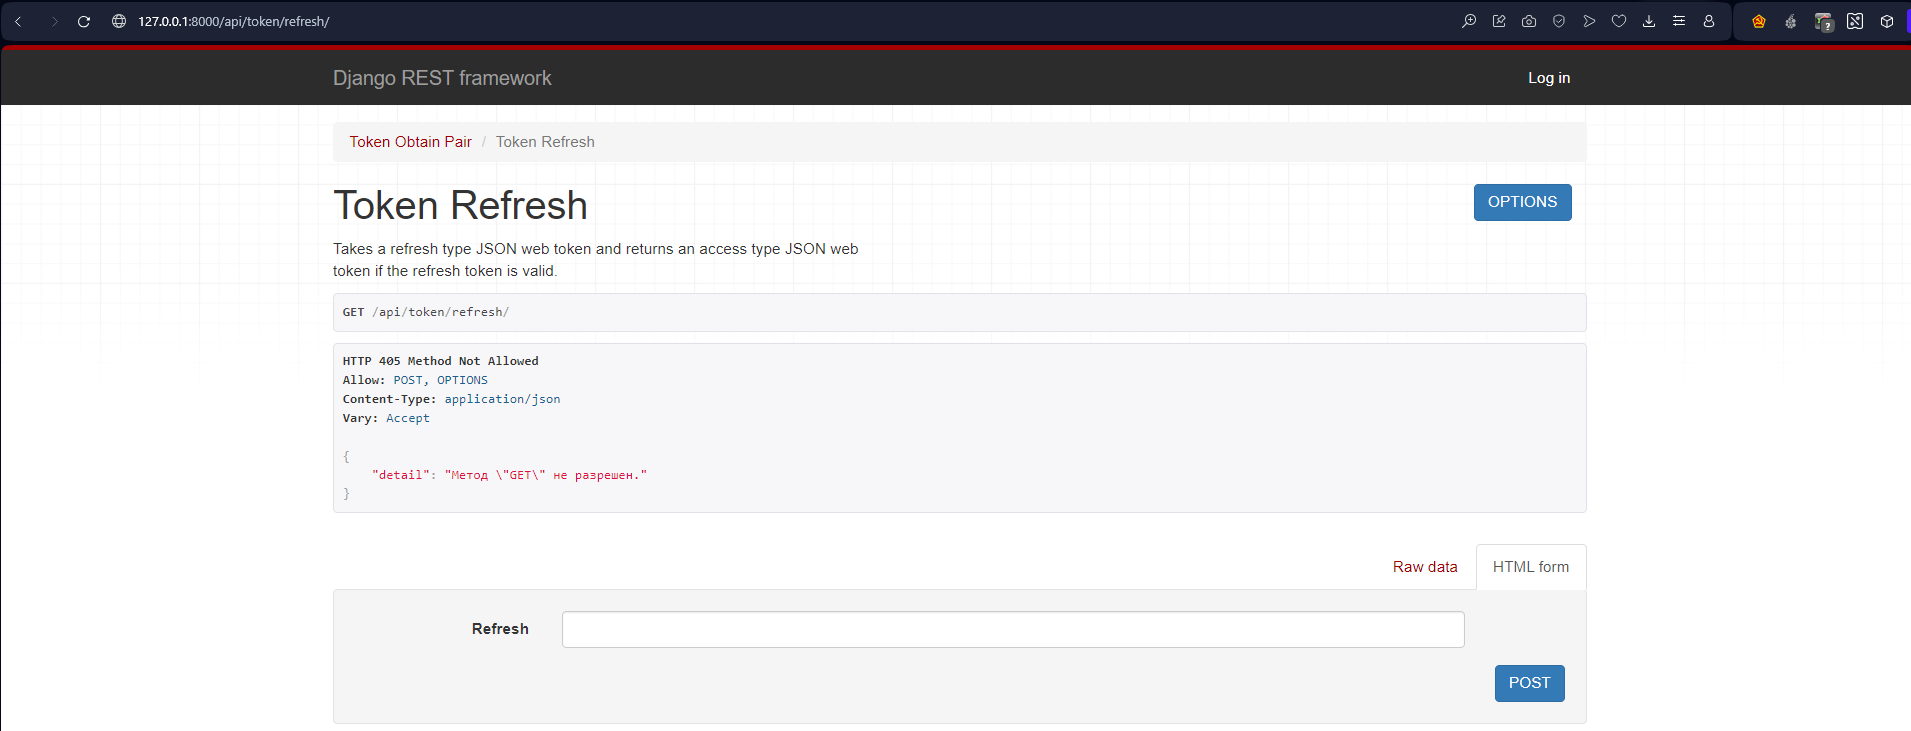 127.0.0.1:8000/api/token/refresh/
Django REST framework
Log in
Token Obtain Pair / Token Refresh
Token Refresh
OPTIONS
Takes a refresh type JSON web token and returns an access type JSON web
token if the refresh token is valid.
GET /api/token/refresh/
HTTP 405 Method Not Allowed
Allow: POST, OPTIONS
Content-Type: application/json
Vary: Accept
{
"detail": "Метод \"GET\" не разрешен."
}
Raw data
HTML form
Refresh
POST